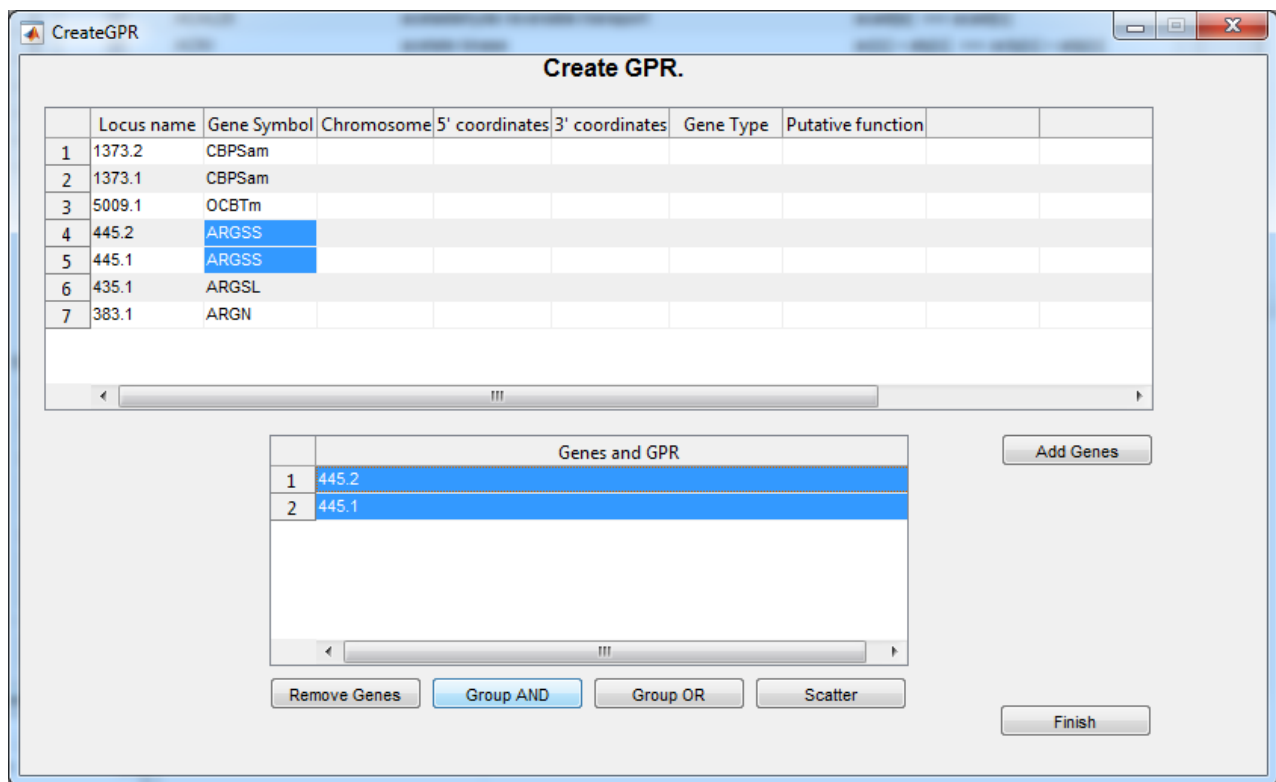 CreateGPR
Create GPR.
Locus name Gene Symbol Chromosome 5' coordinates 3' coordinates Gene Type Putative function
1 1373.2 CBPSam
2 1373.1 CBPSam
3 5009.1 OCBTm
4 445.2 ARGSS
5 445.1 ARGSS
6 435.1 ARGSL
7 383.1 ARGN
Genes and GPR
1 445.2
2 445.1
Add Genes
Remove Genes Group AND Group OR Scatter
Finish